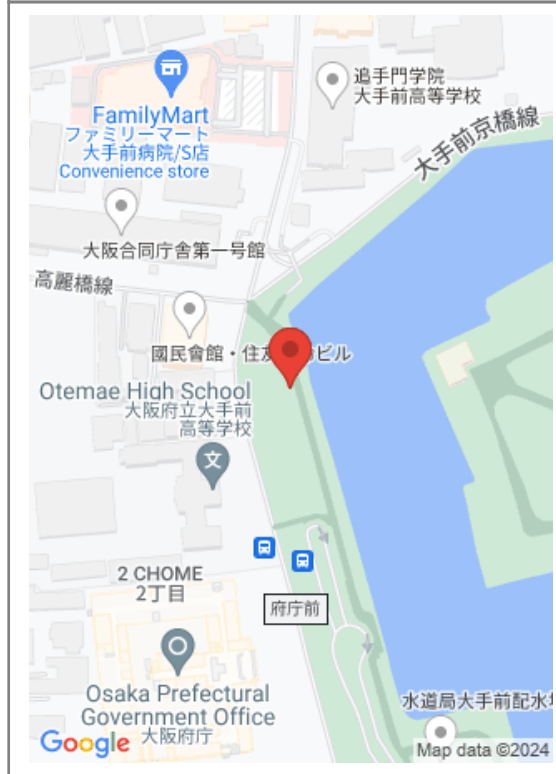 FamilyMart
ファミリーマート
大手前病院/S店
Convenience store
追手門学院
大手前高等学校
大手前京橋線
大阪合同庁舎第一号館
高麗橋線
國民會館・住友
ビル
Otemae High School
大阪府立大手前
高等学校
2 CHOME
2丁目
府庁前
文
Osaka Prefectural
Government Office
大阪府庁
水道局大手前配水
Google
Map data ©2024